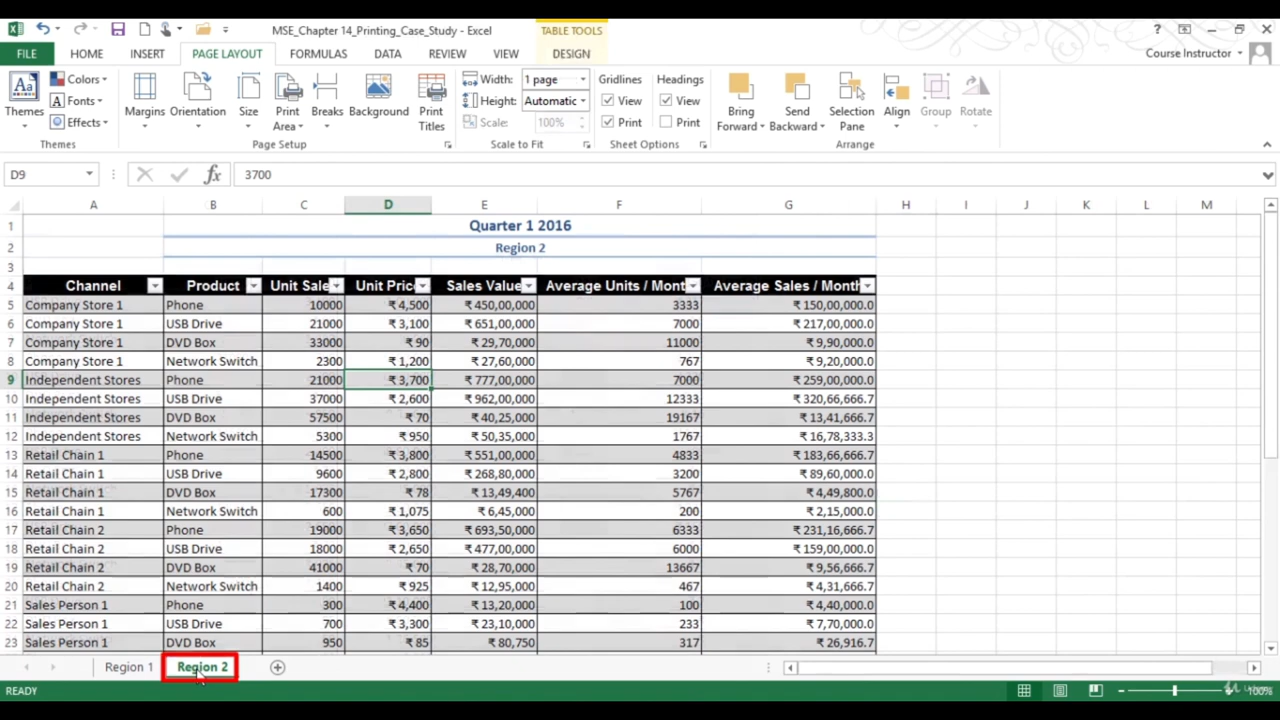 MSE_Chapter 14_Printing_Case_Study - Excel
TABLE TOOLS
?
FILE HOME INSERT PAGE LAYOUT FORMULAS DATA REVIEW VIEW DESIGN Course Instructor
Themes
Colors
Fonts
Effects
Themes
Margins Orientation Size Print Area Breaks Background Print Titles
Page Setup
Width: 1 page
Height: Automatic
Scale: 100%
Scale to Fit
Gridlines Headings
View View
Print Print
Sheet Options
Bring Forward Send Backward Selection Pane Align Group Rotate
Arrange
D9 fx 3700
A B C D E F G H I J K L M
1 Quarter 1 2016
2 Region 2
3
4 Channel Product Unit Sale Unit Pric Sales Value Average Units / Mont Average Sales / Month
5 Company Store 1 Phone 10000 ₹ 4,500 ₹ 450,00,000 3333 ₹ 150,00,000.0
6 Company Store 1 USB Drive 21000 ₹ 3,100 ₹ 651,00,000 7000 ₹ 217,00,000.0
7 Company Store 1 DVD Box 33000 ₹ 90 ₹ 29,70,000 11000 ₹ 9,90,000.0
8 Company Store 1 Network Switch 2300 ₹ 1,200 ₹ 27,60,000 767 ₹ 9,20,000.0
9 Independent Stores Phone 21000 ₹ 3,700 ₹ 777,00,000 7000 ₹ 259,00,000.0
10 Independent Stores USB Drive 37000 ₹ 2,600 ₹ 962,00,000 12333 ₹ 320,66,666.7
11 Independent Stores DVD Box 57500 ₹ 70 ₹ 40,25,000 19167 ₹ 13,41,666.7
12 Independent Stores Network Switch 5300 ₹ 950 ₹ 50,35,000 1767 ₹ 16,78,333.3
13 Retail Chain 1 Phone 14500 ₹ 3,800 ₹ 551,00,000 4833 ₹ 183,66,666.7
14 Retail Chain 1 USB Drive 9600 ₹ 2,800 ₹ 268,80,000 3200 ₹ 89,60,000.0
15 Retail Chain 1 DVD Box 17300 ₹ 78 ₹ 13,49,400 5767 ₹ 4,49,800.0
16 Retail Chain 1 Network Switch 600 ₹ 1,075 ₹ 6,45,000 200 ₹ 2,15,000.0
17 Retail Chain 2 Phone 19000 ₹ 3,650 ₹ 693,50,000 6333 ₹ 231,16,666.7
18 Retail Chain 2 USB Drive 18000 ₹ 2,650 ₹ 477,00,000 6000 ₹ 159,00,000.0
19 Retail Chain 2 DVD Box 41000 ₹ 70 ₹ 28,70,000 13667 ₹ 9,56,666.7
20 Retail Chain 2 Network Switch 1400 ₹ 925 ₹ 12,95,000 467 ₹ 4,31,666.7
21 Sales Person 1 Phone 300 ₹ 4,400 ₹ 13,20,000 100 ₹ 4,40,000.0
22 Sales Person 1 USB Drive 700 ₹ 3,300 ₹ 23,10,000 233 ₹ 7,70,000.0
23 Sales Person 1 DVD Box 950 ₹ 85 ₹ 80,750 317 ₹ 26,916.7
Region 1 Region 2
READY 100%